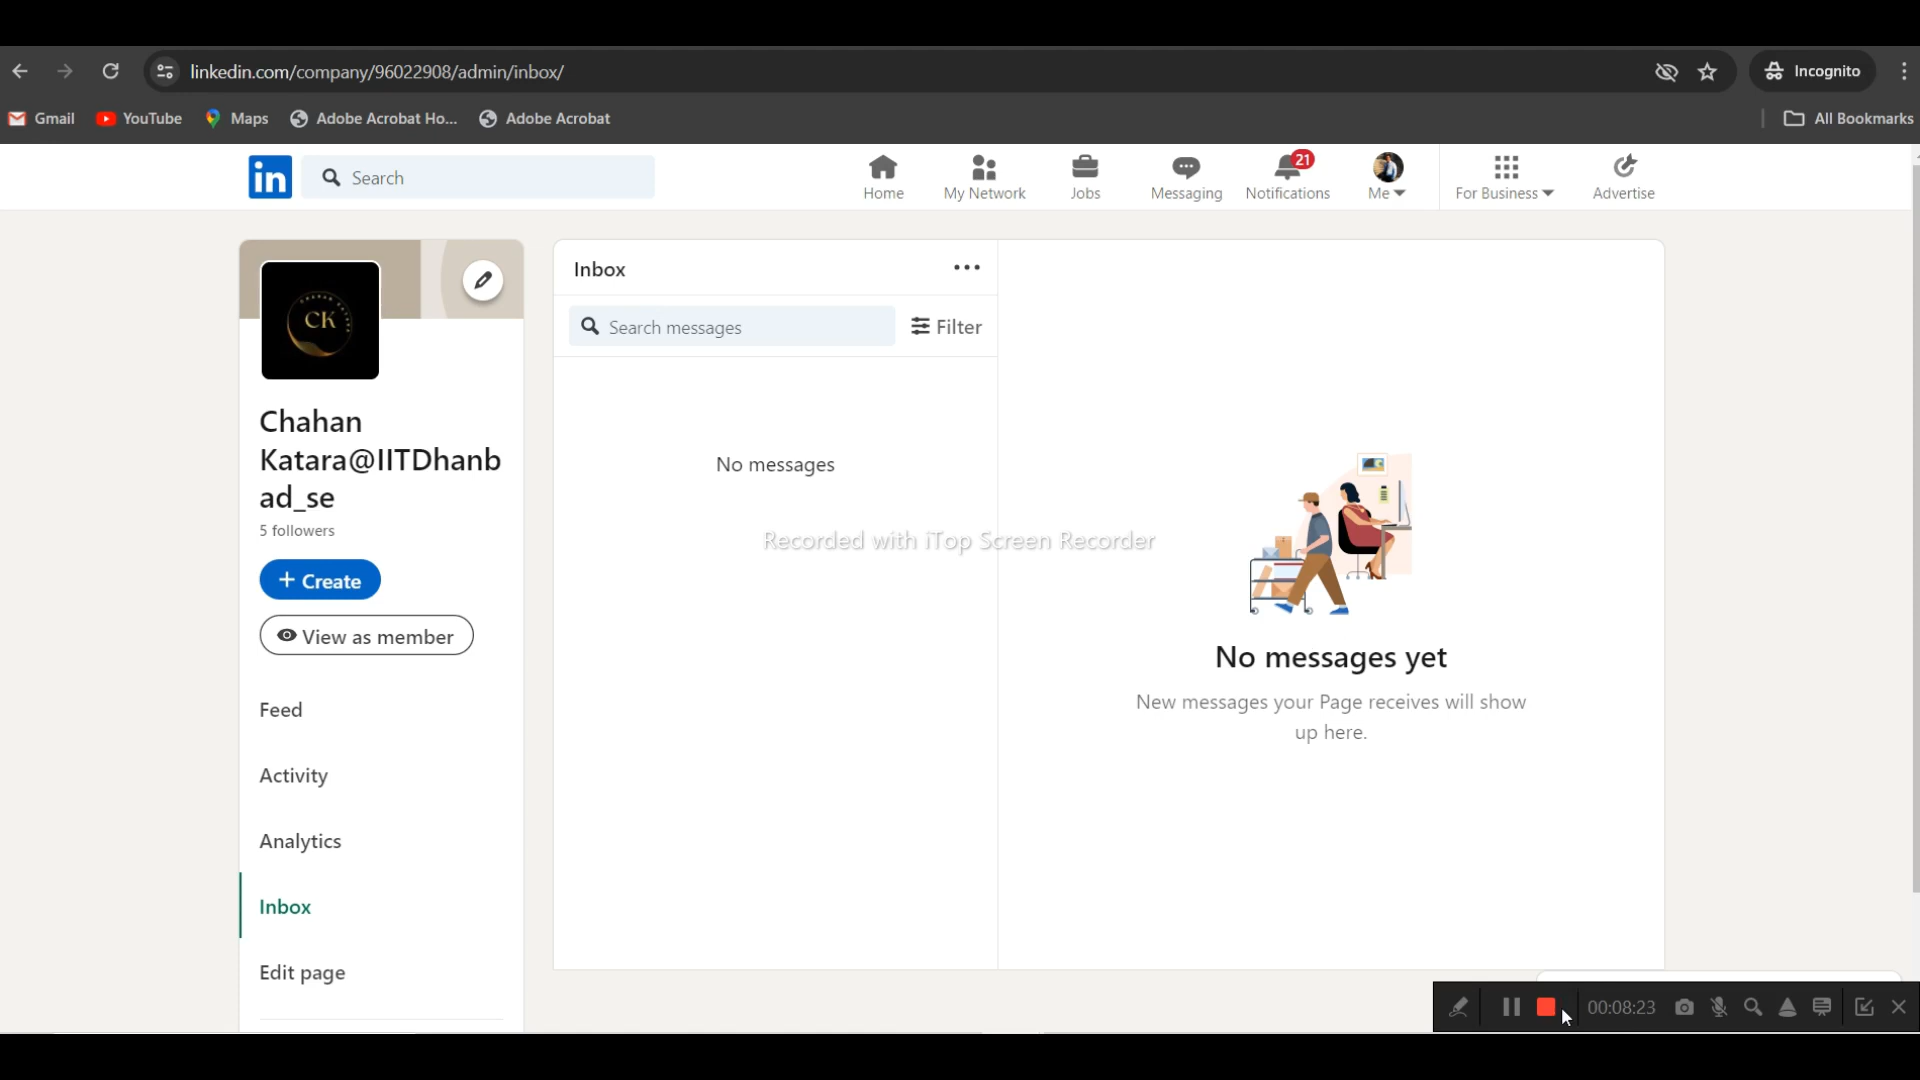 linkedin.com/company/96022908/admin/inbox/
Incognito
Gmail
YouTube
Maps
Adobe Acrobat Ho...
Adobe Acrobat
All Bookmarks
in
Search
Home
My Network
Jobs
Messaging
21
Notifications
Me
For Business
Advertise
CK
Chahan
Katara@IITDhanb
ad_se
5 followers
+ Create
View as member
Feed
Activity
Analytics
Inbox
Edit page
Inbox
Search messages
Filter
No messages
Recorded with iTop Screen Recorder
No messages yet
New messages your Page receives will show
up here.
00:08:23